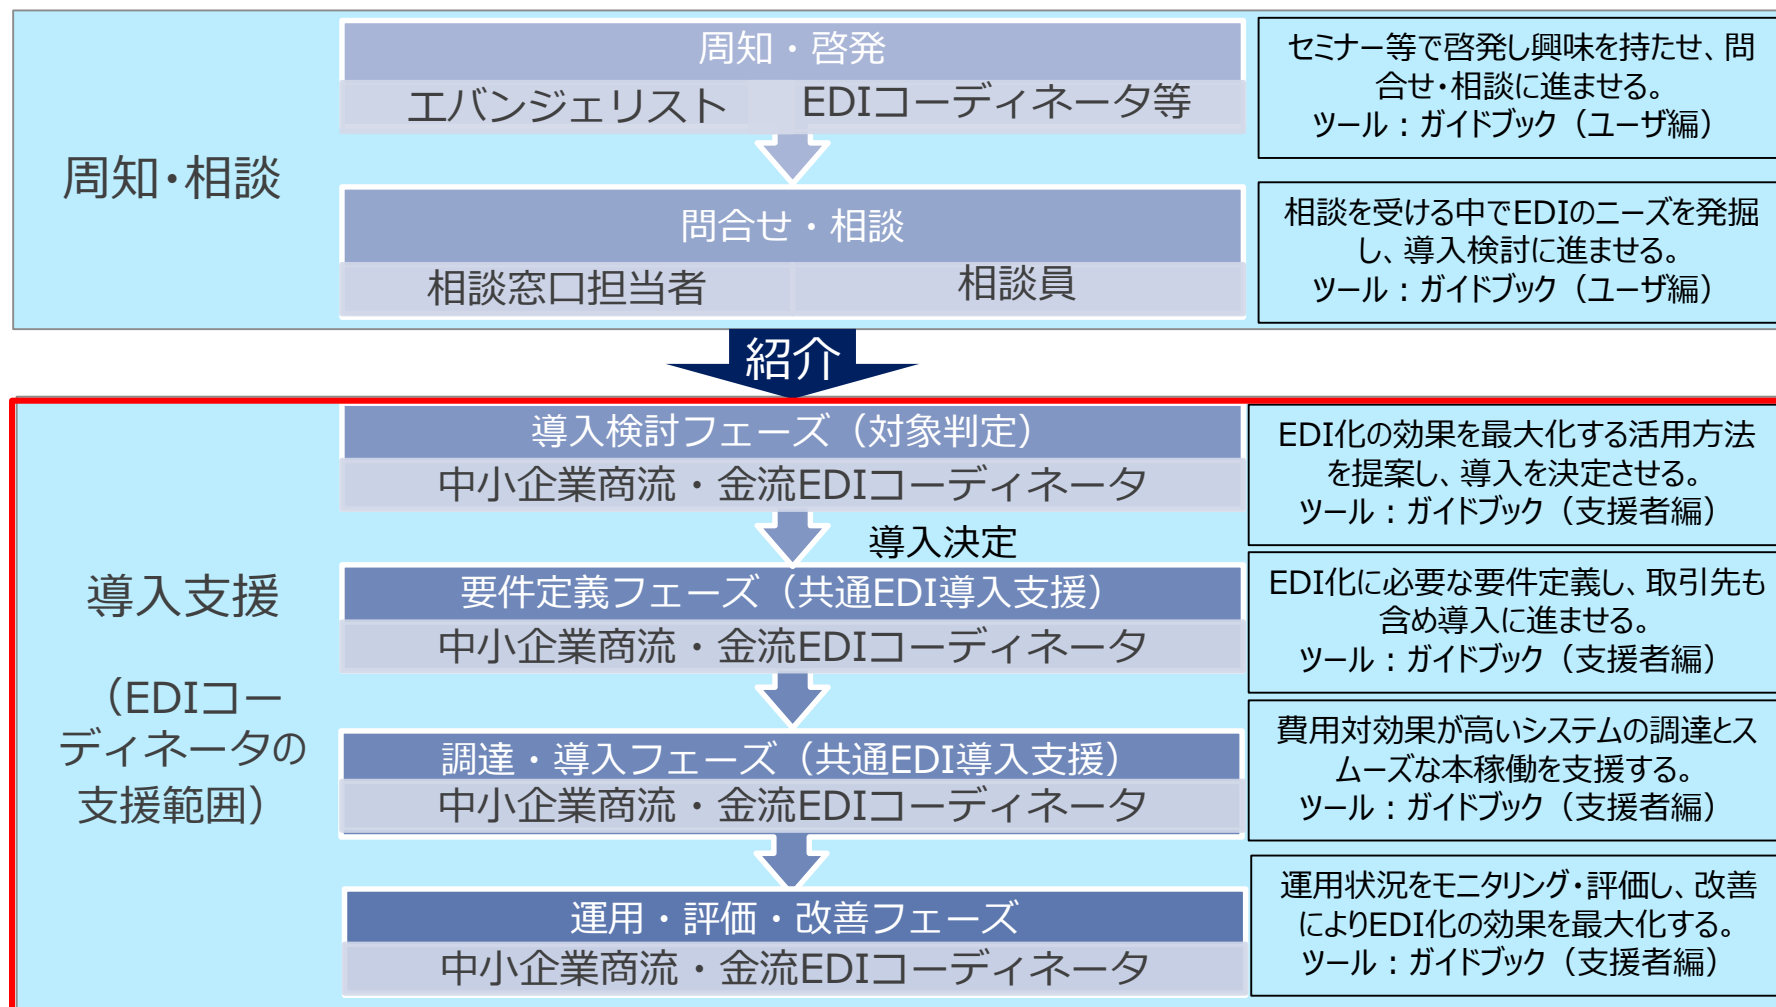 周知・相談
周知・啓発
エバンジェリスト
EDIコーディネータ等
セミナー等で啓発し興味を持たせ、問
合せ・相談に進ませる。
ツール：ガイドブック（ユーザ編）
問合せ・相談
相談窓口担当者
相談員
相談を受ける中でEDIのニーズを発掘
し、導入検討に進ませる。
ツール：ガイドブック（ユーザ編）
紹介
導入支援
（EDIコー
ディネータの
支援範囲）
導入検討フェーズ（対象判定）
中小企業商流・金流EDIコーディネータ
EDI化の効果を最大化する活用方法
を提案し、導入を決定させる。
ツール：ガイドブック（支援者編）
導入決定
要件定義フェーズ（共通EDI導入支援）
中小企業商流・金流EDIコーディネータ
EDI化に必要な要件定義し、取引先も
含め導入に進ませる。
ツール：ガイドブック（支援者編）
調達・導入フェーズ（共通EDI導入支援）
中小企業商流・金流EDIコーディネータ
費用対効果が高いシステムの調達とス
ムーズな本稼働を支援する。
ツール：ガイドブック（支援者編）
運用・評価・改善フェーズ
中小企業商流・金流EDIコーディネータ
運用状況をモニタリング・評価し、改善
によりEDI化の効果を最大化する。
ツール：ガイドブック（支援者編）